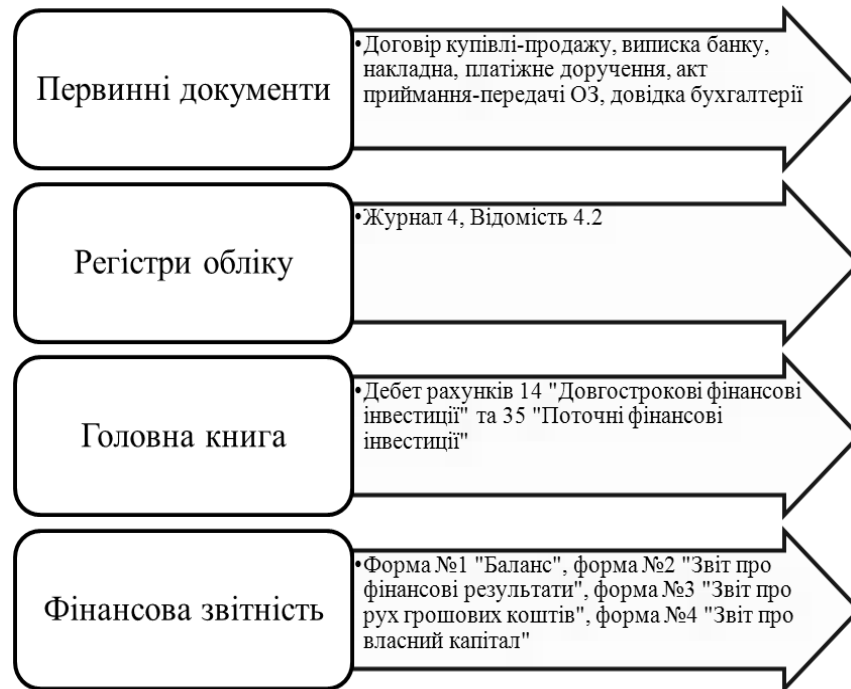 Первинні документи
•Договір купівлі-продажу, виписка банку,
накладна, платіжне доручення, акт
приймання-передачі ОЗ, довідка бухгалтерії
Регістри обліку
•Журнал 4, Відомість 4.2
Головна книга
•Дебет рахунків 14 "Довгострокові фінансові
інвестиції" та 35 "Поточні фінансові
інвестиції"
Фінансова звітність
•Форма №1 "Баланс", форма №2 "Звіт про
фінансові результати", форма №3 "Звіт про
рух грошових коштів", форма №4 "Звіт про
власний капітал"